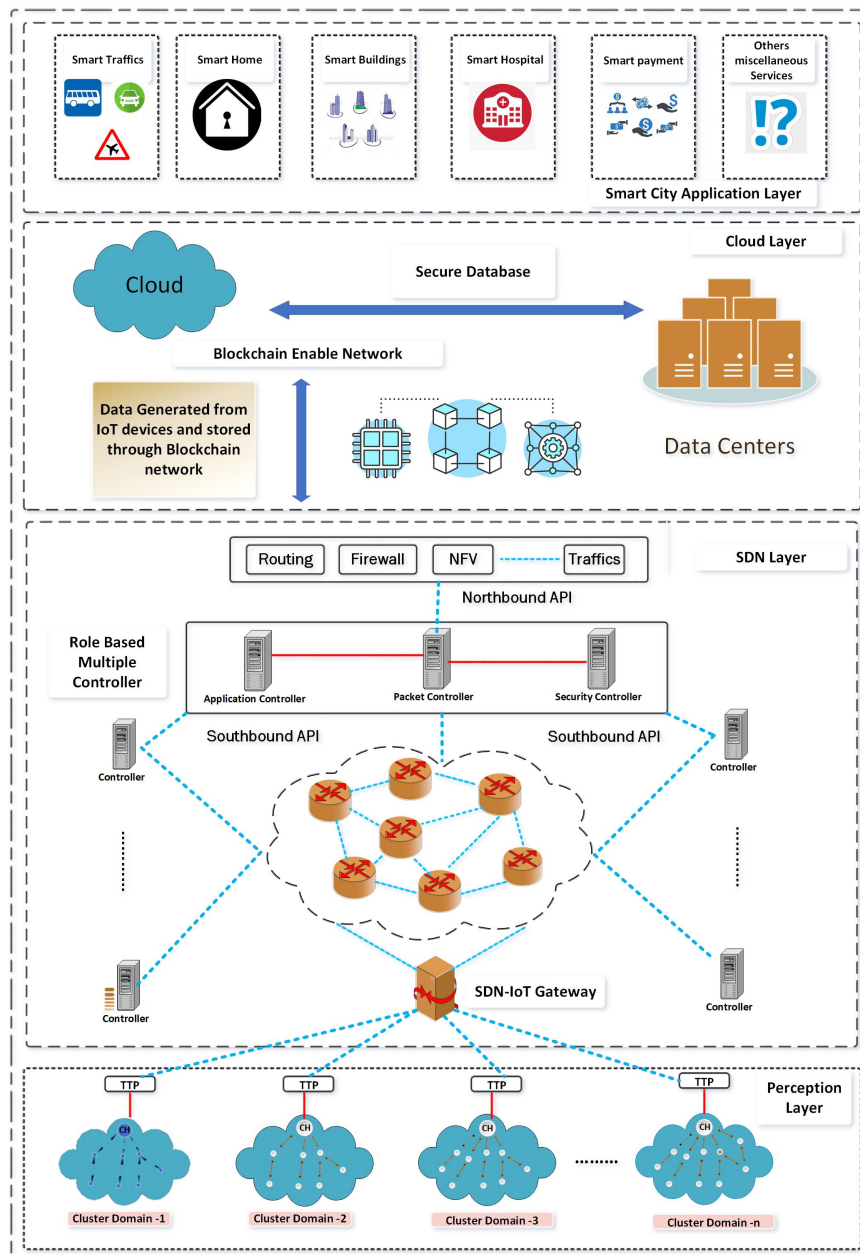 Smart Traffics
Smart Home
Smart Buildings
Smart Hospital
Smart payment
Others
miscellaneous
Services
!?
Smart City Application Layer
Cloud Layer
Cloud
Secure Database
Blockchain Enable Network
Data Generated from
IoT devices and stored
through Blockchain
network
Data Centers
SDN Layer
Routing
Firewall
NFV
Traffics
Northbound API
Role Based
Multiple
Controller
Application Controller
Packet Controller
Security Controller
Southbound API
Southbound API
Controller
Controller
Controller
Controller
SDN-IoT Gateway
Perception
Layer
TTP
TTP
TTP
TTP
CH
CH
CH
CH
.........
Cluster Domain -1
Cluster Domain -2
Cluster Domain -3
Cluster Domain -n